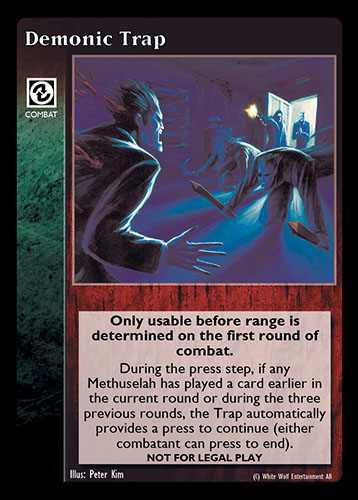 Demonic Trap
COMBAT
Only usable before range is
determined on the first round of
combat.
During the press step, if any
Methuselah has played a card earlier in
the current round or during the three
previous rounds, the Trap automatically
provides a press to continue (either
combatant can press to end).
NOT FOR LEGAL PLAY
Illus: Peter Kim
(C) White Wolf Entertainment AB